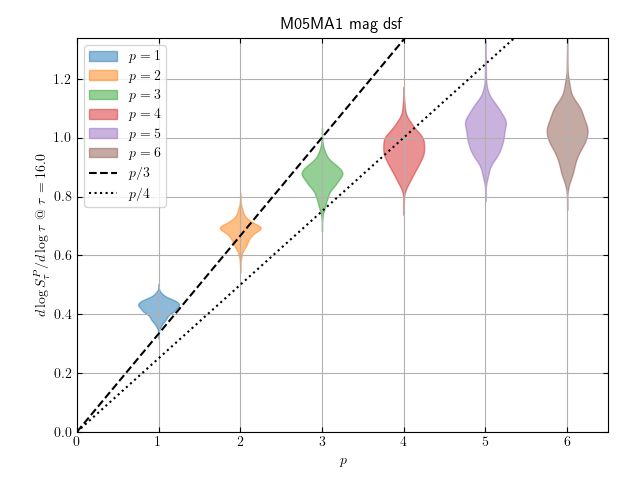 M05MA1 mag dsf
d log S_τ^P / d log τ @ τ = 16.0
1.2
1.0
0.8
0.6
0.4
0.2
0.0
p = 1
p = 2
p = 3
p = 4
p = 5
p = 6
p/3
p/4
0 1 2 3 4 5 6
p